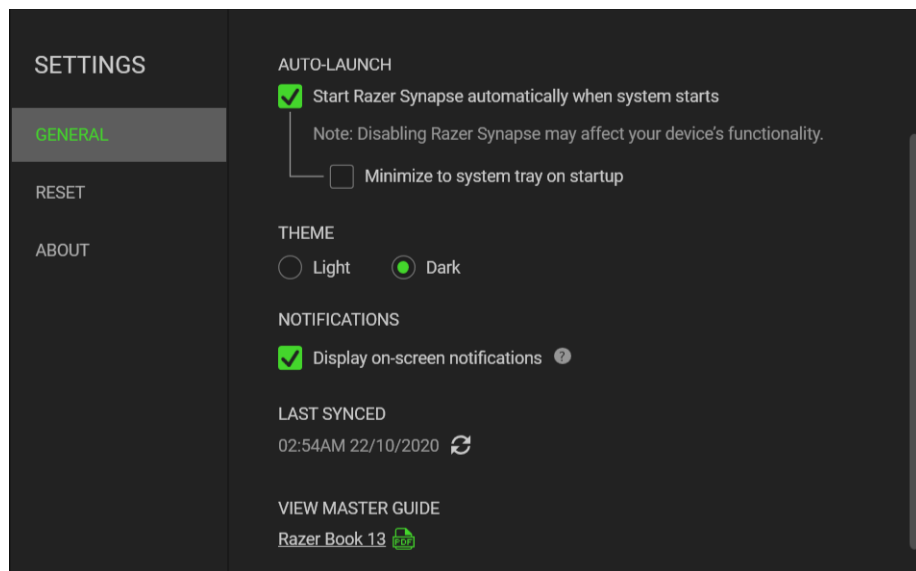 SETTINGS
GENERAL
RESET
ABOUT
AUTO-LAUNCH
Start Razer Synapse automatically when system starts
Note: Disabling Razer Synapse may affect your device’s functionality.
Minimize to system tray on startup
THEME
Light Dark
NOTIFICATIONS
Display on-screen notifications ?
LAST SYNCED
02:54AM 22/10/2020
VIEW MASTER GUIDE
Razer Book 13 PDF